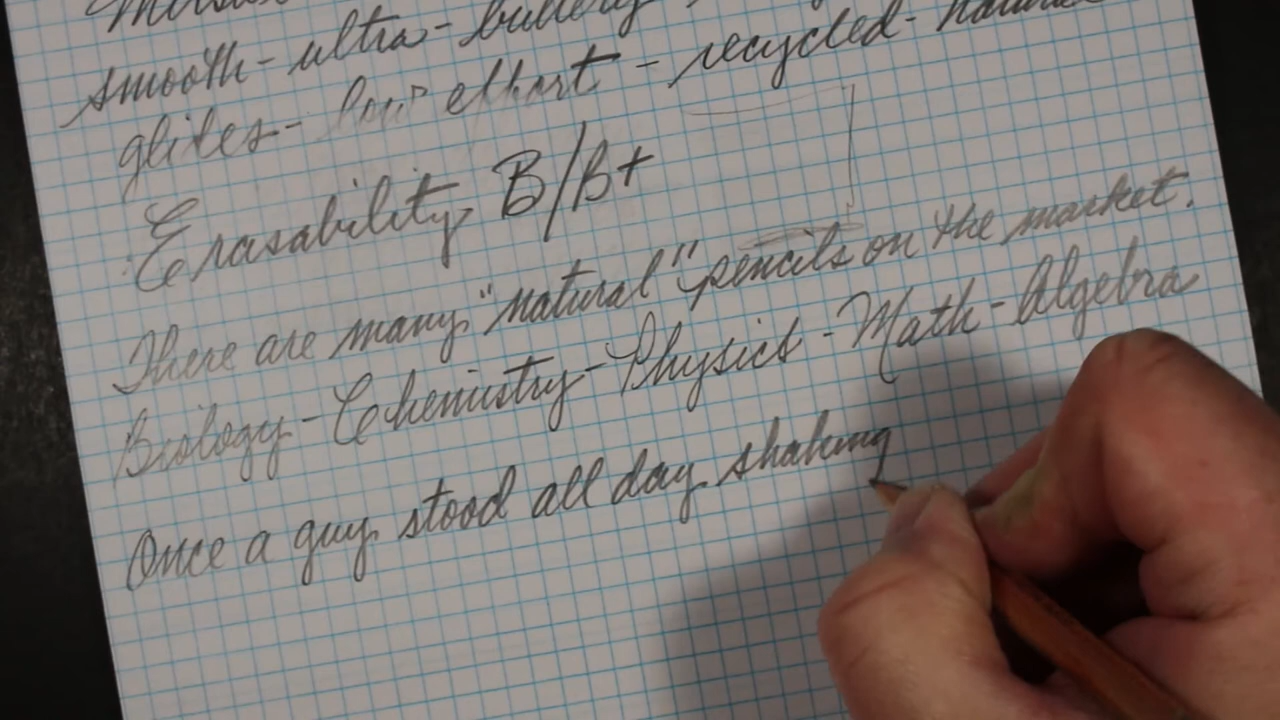 smooth - ultra - buttery
glides - low effort - recycled - natural
Erasability B/B+
There are many "natural" pencils on the market.
Biology - Chemistry - Physics - Math - Algebra
Once a guy stood all day shaking